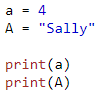 a = 4
A = "Sally"

print(a)
print(A)